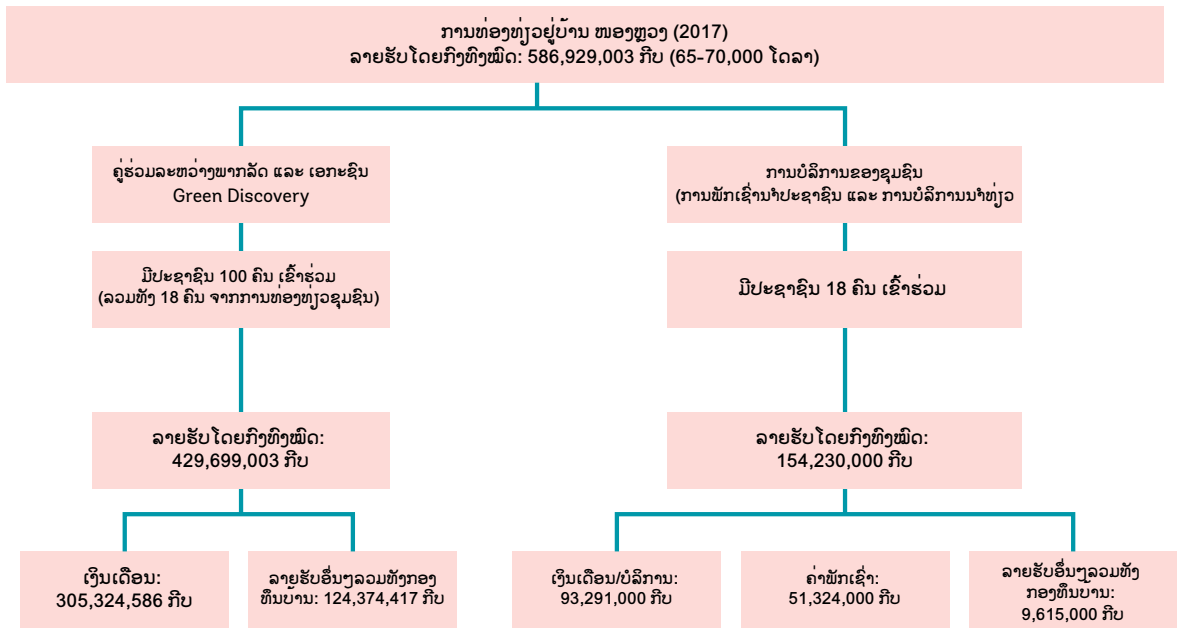 ການທ່ອງທ່ຽວຢູ່ບ້ານ ໜອງຫຼວງ (2017)
ລາຍຮັບໂດຍກົງທັງໝົດ: 586,929,003 ກີບ (65-70,000 ໂດລາ)
ຄູ່ຮ່ວມລະຫວ່າງພາກລັດ ແລະ ເອກະຊົນ
Green Discovery
ການບໍລິການຂອງຊຸມຊົນ
(ການພັກເຊົ່ານຳປະຊາຊົນ ແລະ ການບໍລິການນຳທ່ຽວ
ມີປະຊາຊົນ 100 ຄົນ ເຂົ້າຮ່ວມ
(ລວມທັງ 18 ຄົນ ຈາກການທ່ອງທ່ຽວຊຸມຊົນ)
ມີປະຊາຊົນ 18 ຄົນ ເຂົ້າຮ່ວມ
ລາຍຮັບໂດຍກົງທັງໝົດ:
429,699,003 ກີບ
ລາຍຮັບໂດຍກົງທັງໝົດ:
154,230,000 ກີບ
ເງິນເດືອນ:
305,324,586 ກີບ
ລາຍຮັບອື່ນໆລວມທັງກອງ
ທຶນບ້ານ: 124,374,417 ກີບ
ເງິນເດືອນ/ບໍລິການ:
93,291,000 ກີບ
ຄ່າພັກເຊົ່າ:
51,324,000 ກີບ
ລາຍຮັບອື່ນໆລວມທັງ
ກອງທຶນບ້ານ:
9,615,000 ກີບ